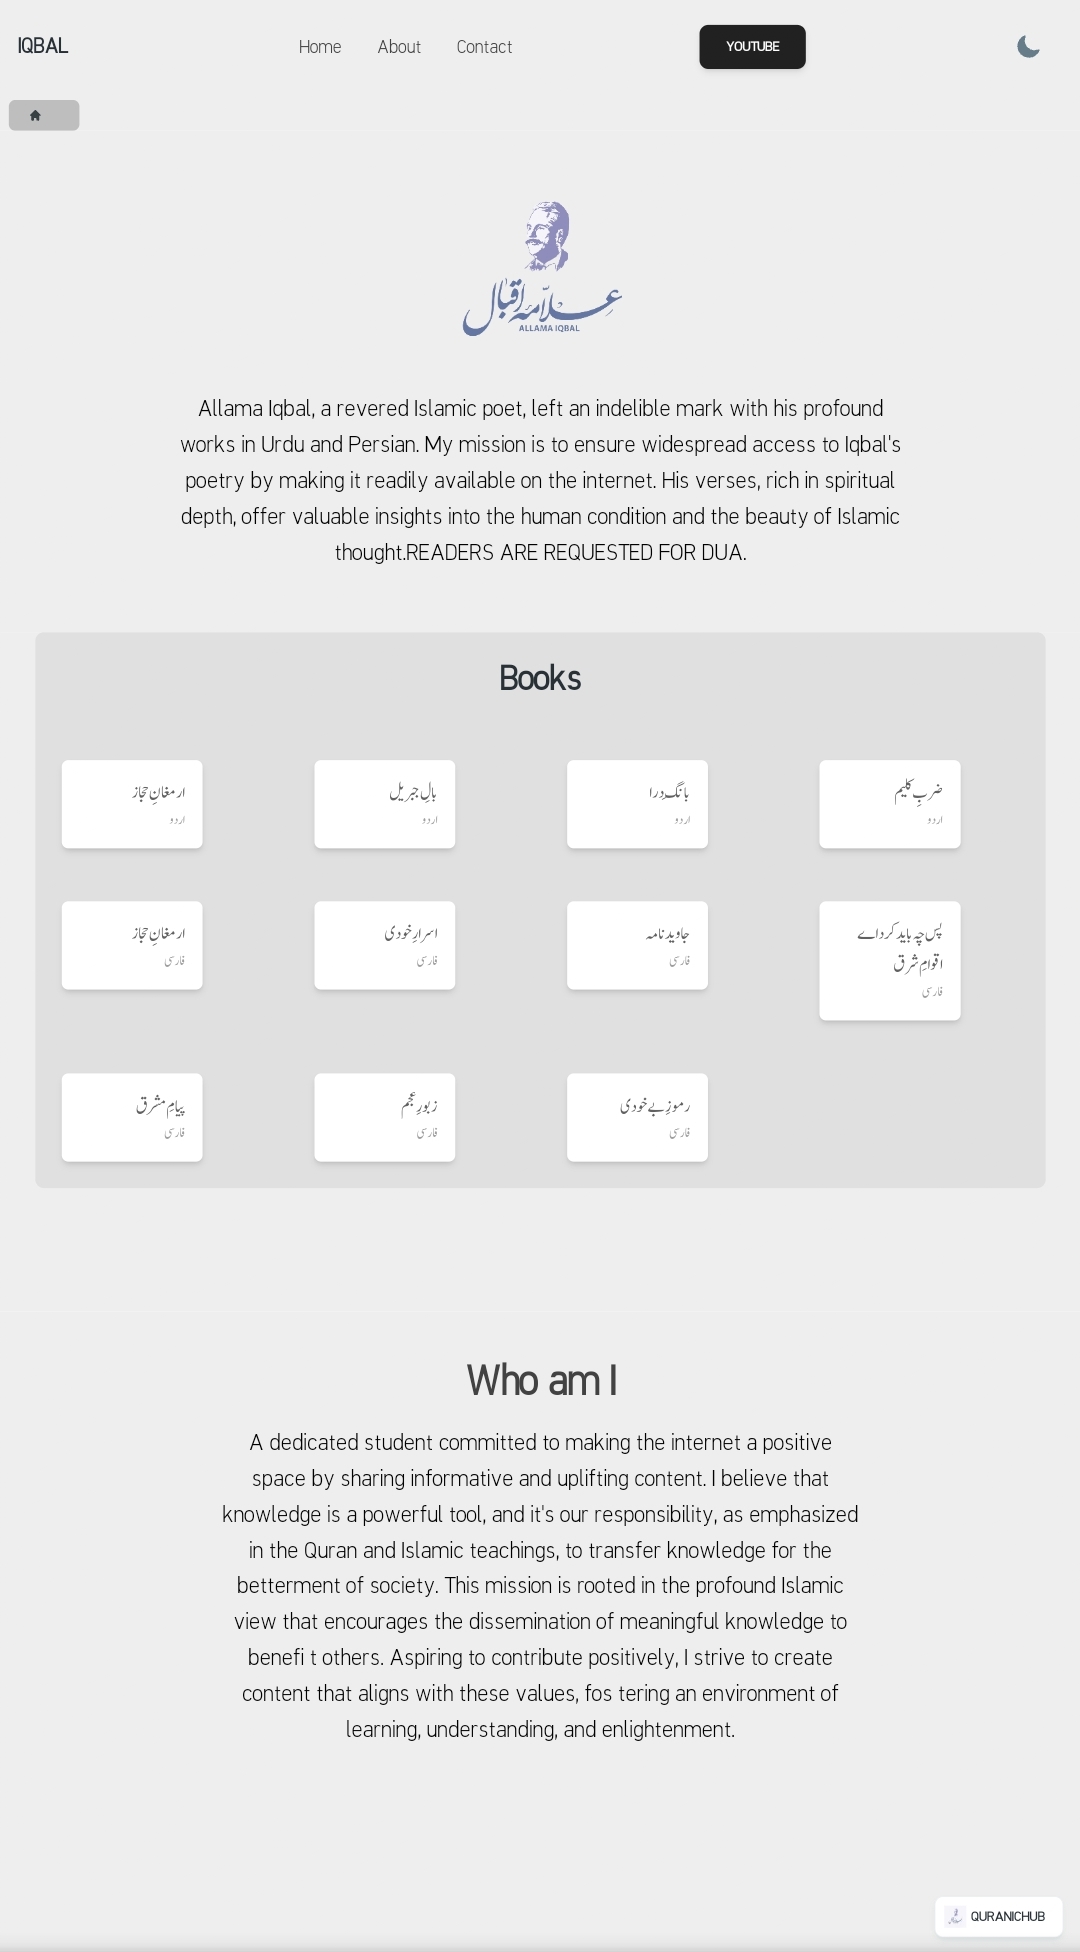 IQBAL
Home
About
Contact
YOUTUBE
علامہ اقبال
ALLAMA IQBAL
Allama Iqbal, a revered Islamic poet, left an indelible mark with his profound
works in Urdu and Persian. My mission is to ensure widespread access to Iqbal's
poetry by making it readily available on the internet. His verses, rich in spiritual
depth, offer valuable insights into the human condition and the beauty of Islamic
thought.READERS ARE REQUESTED FOR DUA.
Books
ارمغانِ حجاز
اردو
بالِ جبریل
اردو
بانگِ درا
اردو
ضربِ کلیم
اردو
ارمغانِ حجاز
فارسی
اسرارِ خودی
فارسی
جاوید نامہ
فارسی
پس چہ باید کرد اے
اقوامِ شرق
فارسی
پیامِ مشرق
فارسی
زبورِ عجم
فارسی
رموزِ بے خودی
فارسی
Who am I
A dedicated student committed to making the internet a positive
space by sharing informative and uplifting content. I believe that
knowledge is a powerful tool, and it's our responsibility, as emphasized
in the Quran and Islamic teachings, to transfer knowledge for the
betterment of society. This mission is rooted in the profound Islamic
view that encourages the dissemination of meaningful knowledge to
benefi t others. Aspiring to contribute positively, I strive to create
content that aligns with these values, fos tering an environment of
learning, understanding, and enlightenment.
QURANICHUB